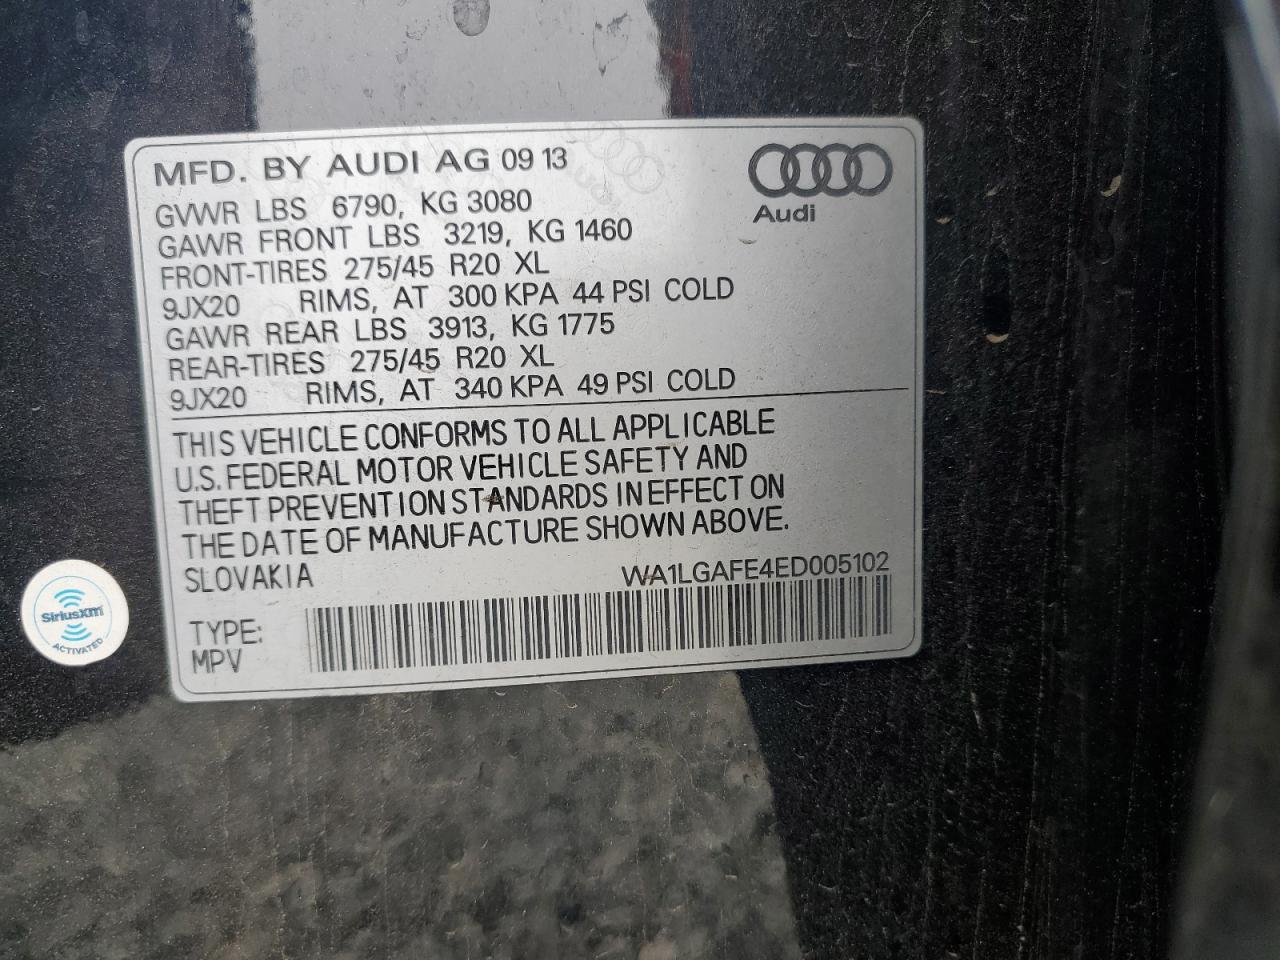 MFD. BY AUDI AG 09 13
Audi
GVWR LBS 6790, KG 3080
GAWR FRONT LBS 3219, KG 1460
FRONT-TIRES 275/45 R20 XL
9JX20 RIMS, AT 300 KPA 44 PSI COLD
GAWR REAR LBS 3913, KG 1775
REAR-TIRES 275/45 R20 XL
9JX20 RIMS, AT 340 KPA 49 PSI COLD
THIS VEHICLE CONFORMS TO ALL APPLICABLE
U.S. FEDERAL MOTOR VEHICLE SAFETY AND
THEFT PREVENTION STANDARDS IN EFFECT ON
THE DATE OF MANUFACTURE SHOWN ABOVE.
SLOVAKIA WA1LGAFE4ED005102
TYPE:
MPV
SiriusXM
ACTIVATED